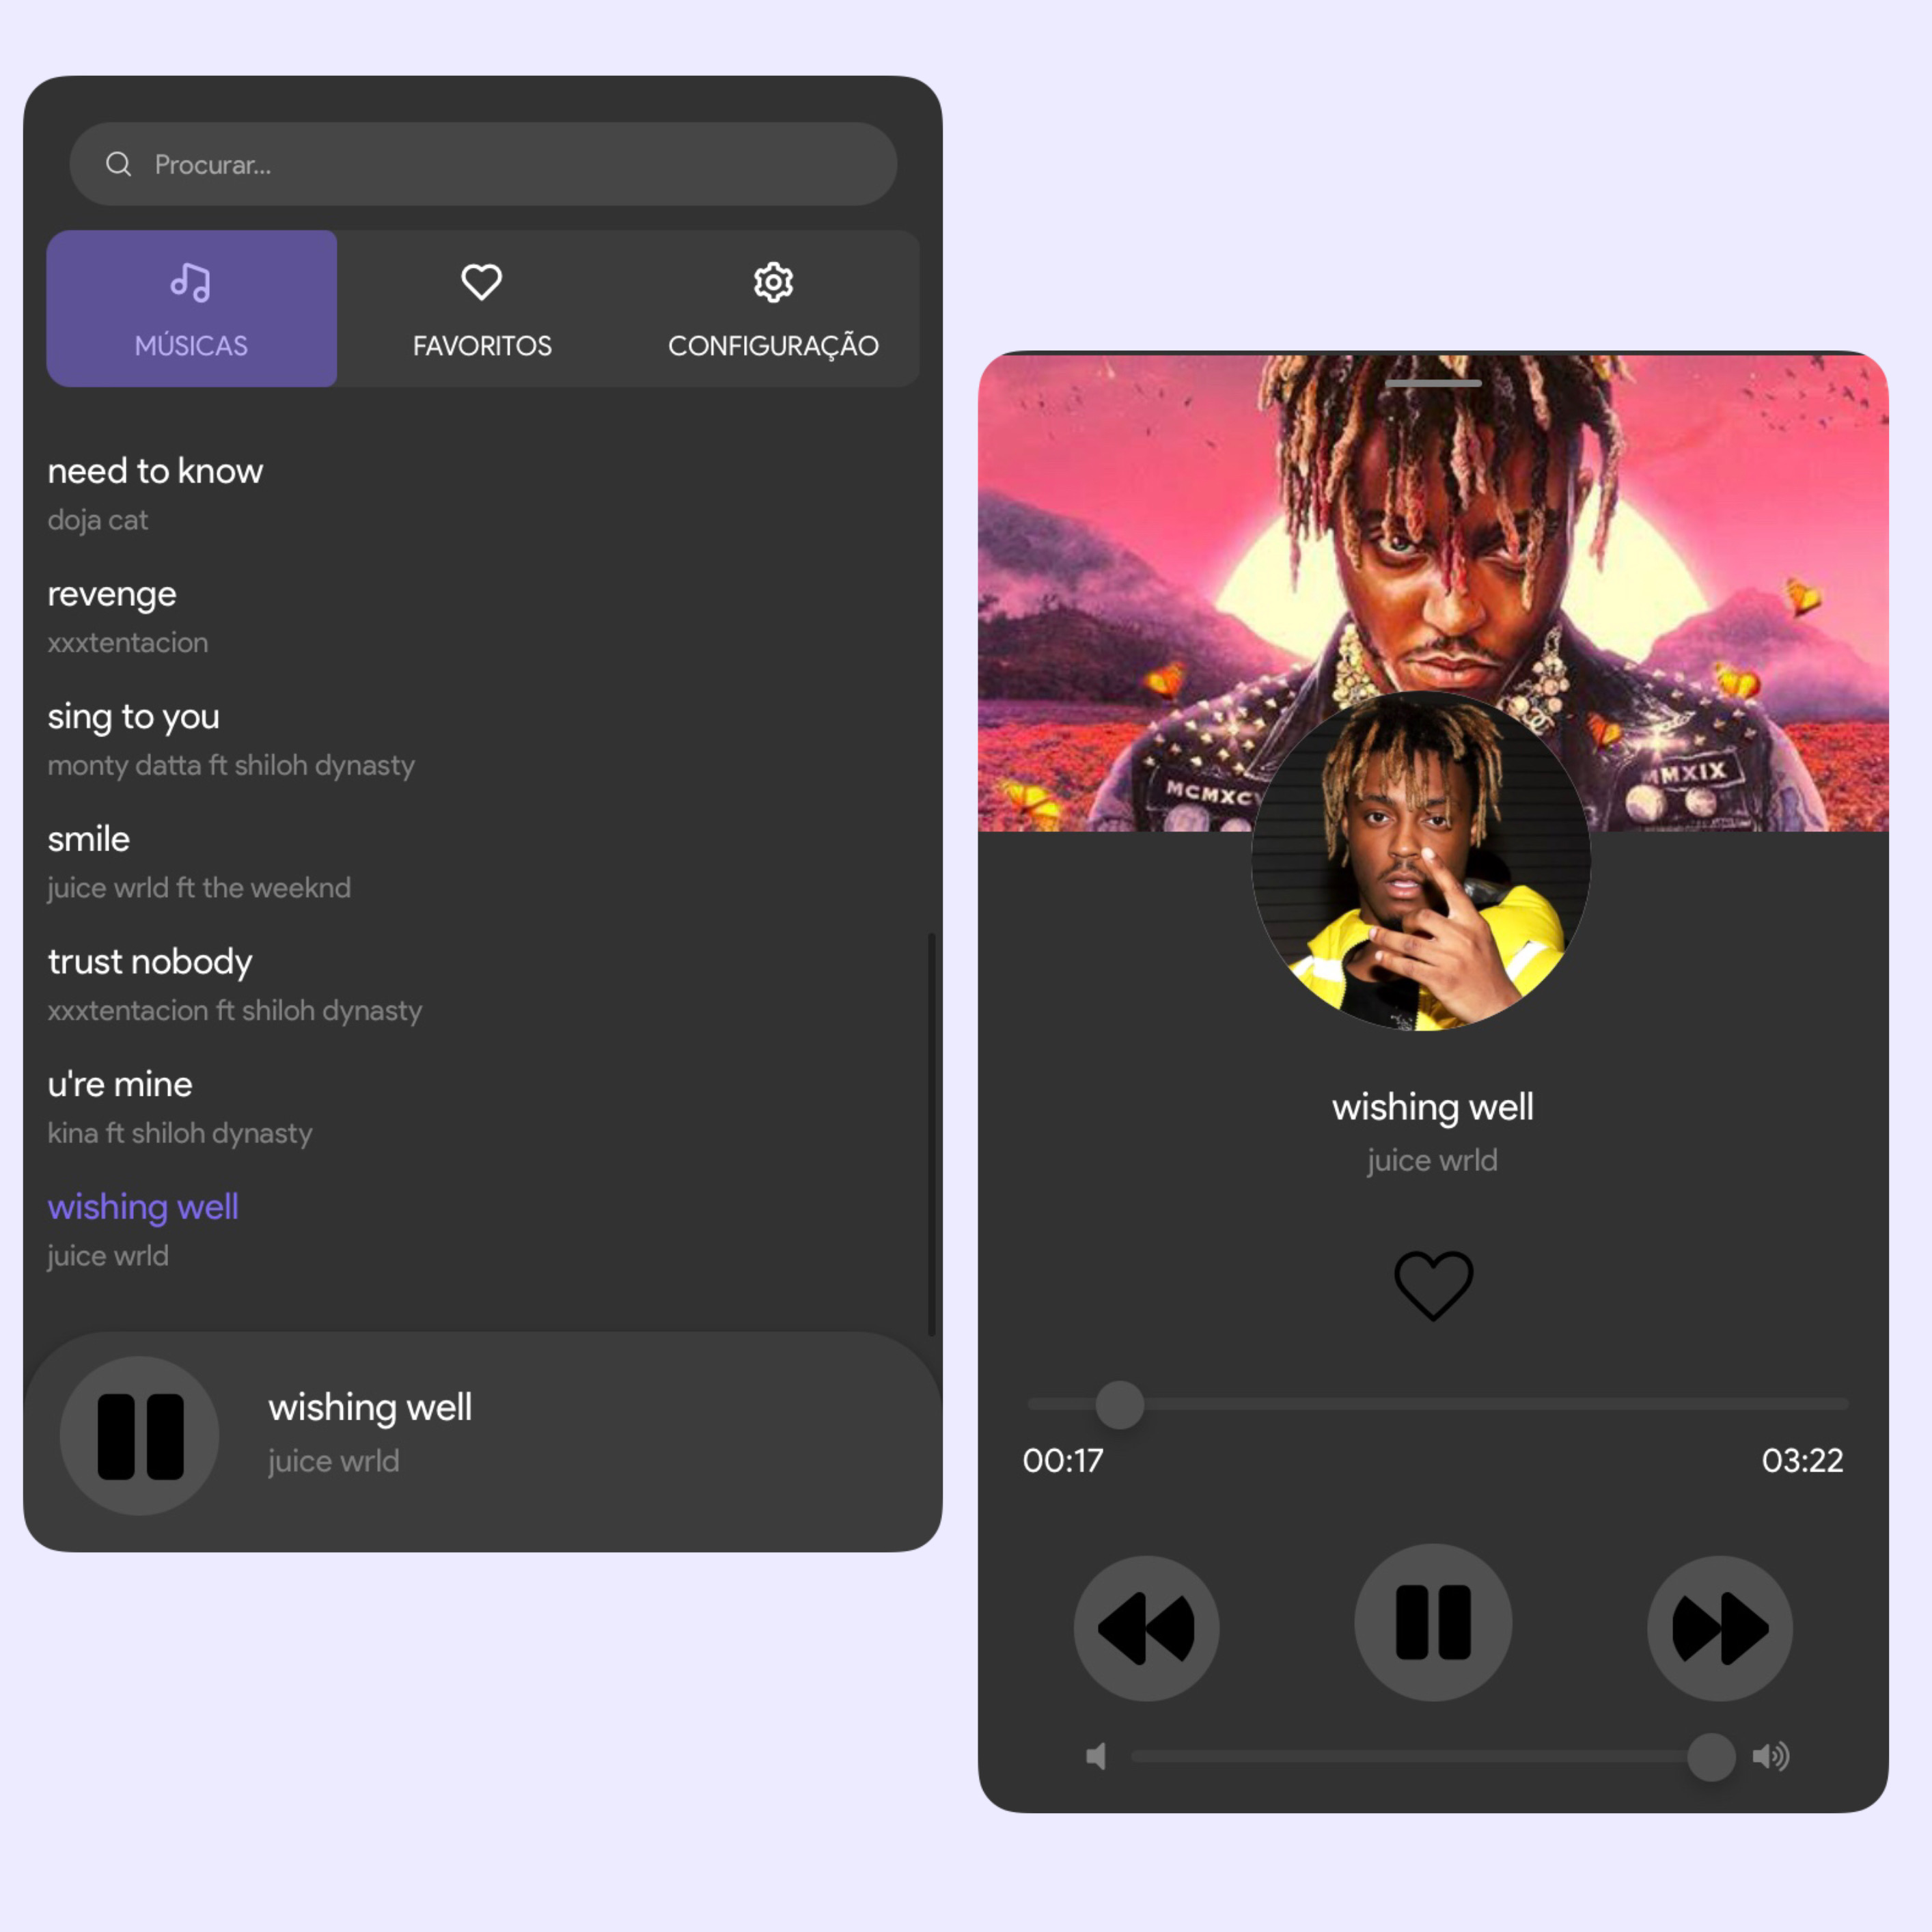 Procurar...
MÚSICAS
FAVORITOS
CONFIGURAÇÃO
need to know
doja cat
revenge
xxxtentacion
sing to you
monty datta ft shiloh dynasty
smile
juice wrld ft the weeknd
trust nobody
xxxtentacion ft shiloh dynasty
u're mine
kina ft shiloh dynasty
wishing well
juice wrld
wishing well
juice wrld
MCMXCV
MMXIX
wishing well
juice wrld
00:17
03:22